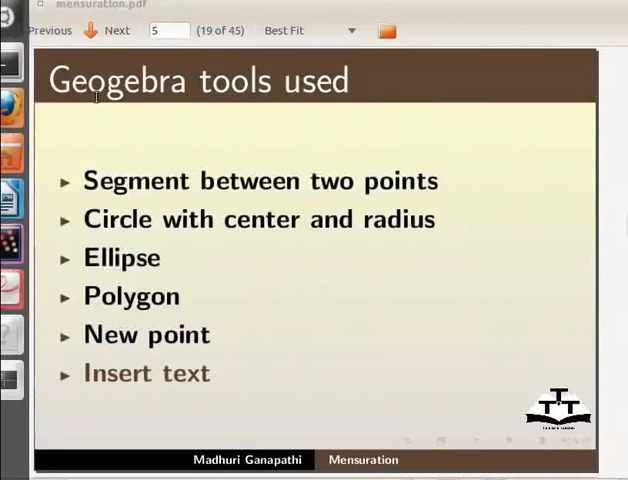 mensuration.pdf
Previous Next 5 (19 of 45) Best Fit
Geogebra tools used
Segment between two points
Circle with center and radius
Ellipse
Polygon
New point
Insert text
Madhuri Ganapathi Mensuration